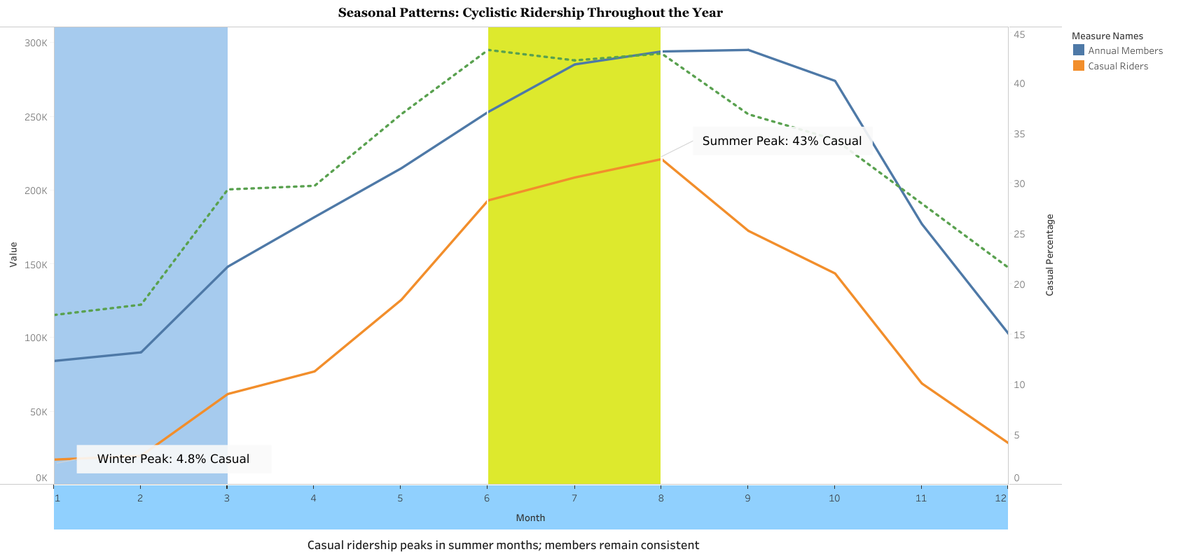 Seasonal Patterns: Cyclistic Ridership Throughout the Year
Measure Names
Annual Members
Casual Riders
300K
250K
200K
150K
100K
50K
0K
Value
45
40
35
30
25
20
15
10
5
0
Casual Percentage
Summer Peak: 43% Casual
Winter Peak: 4.8% Casual
1 2 3 4 5 6 7 8 9 10 11 12
Month
Casual ridership peaks in summer months; members remain consistent